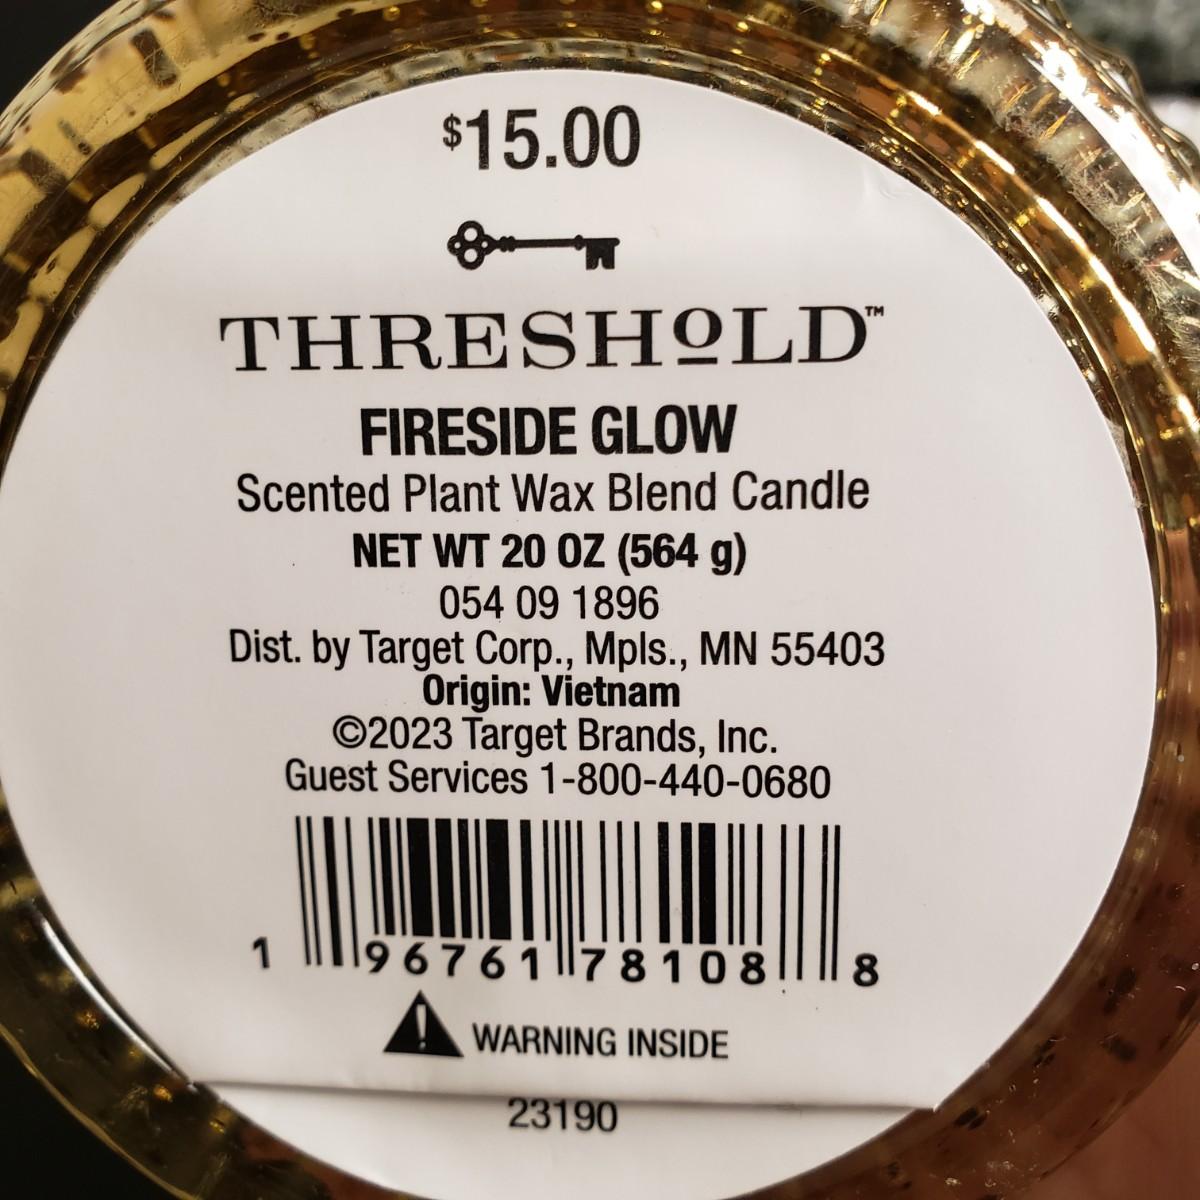 $15.00
THRESHOLD™
FIRESIDE GLOW
Scented Plant Wax Blend Candle
NET WT 20 OZ (564 g)
054 09 1896
Dist. by Target Corp., Mpls., MN 55403
Origin: Vietnam
©2023 Target Brands, Inc.
Guest Services 1-800-440-0680
1 96761 78108 8
! WARNING INSIDE
23190